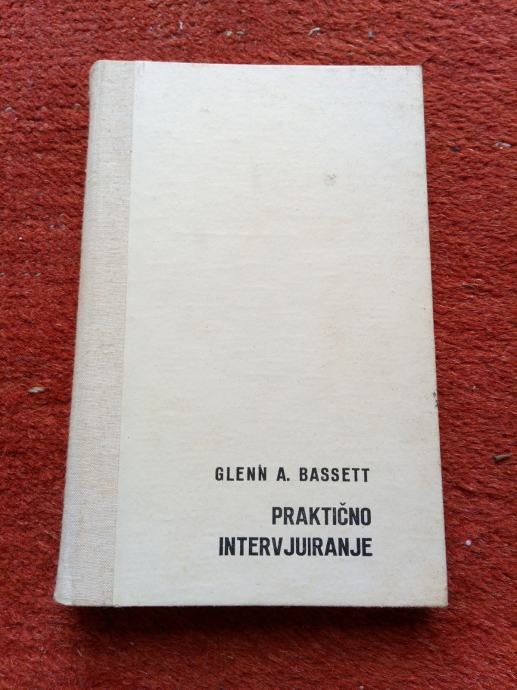 GLENN A. BASSETT
PRAKTIČNO
INTERVJUIRANJE